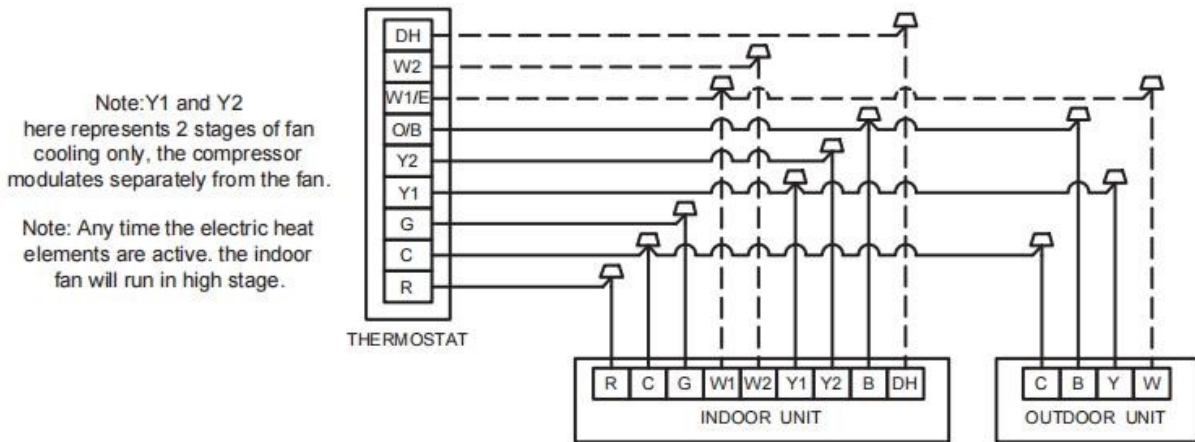 Note:Y1 and Y2
here represents 2 stages of fan
cooling only, the compressor
modulates separately from the fan.
Note: Any time the electric heat
elements are active. the indoor
fan will run in high stage.
DH
W2
W1/E
O/B
Y2
Y1
G
C
R
THERMOSTAT
R C G W1 W2 Y1 Y2 B DH
INDOOR UNIT
C B Y W
OUTDOOR UNIT